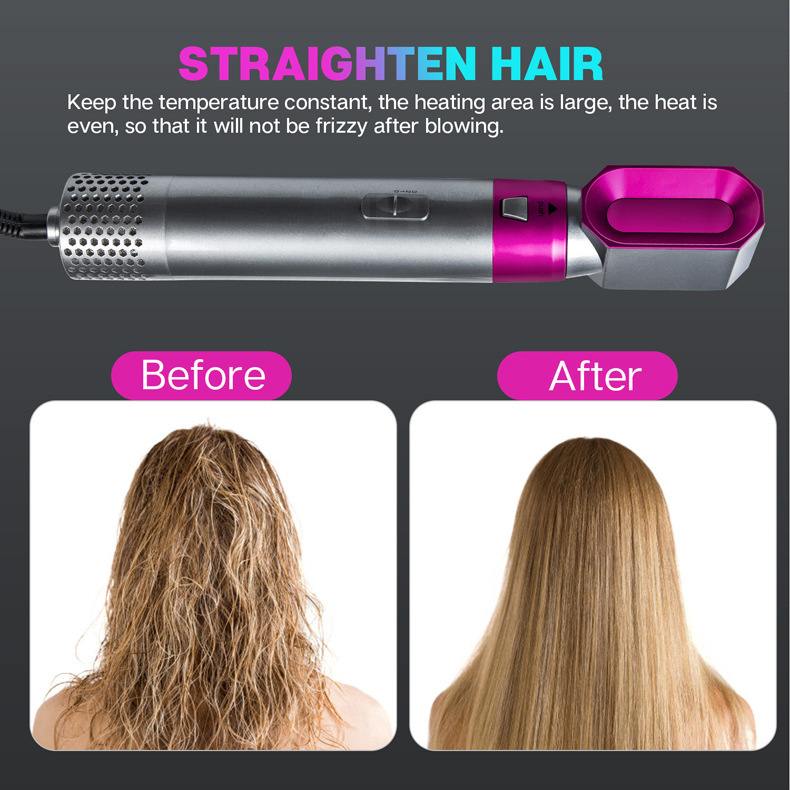 STRAIGHTEN HAIR
Keep the temperature constant, the heating area is large, the heat is
even, so that it will not be frizzy after blowing.
Before
After